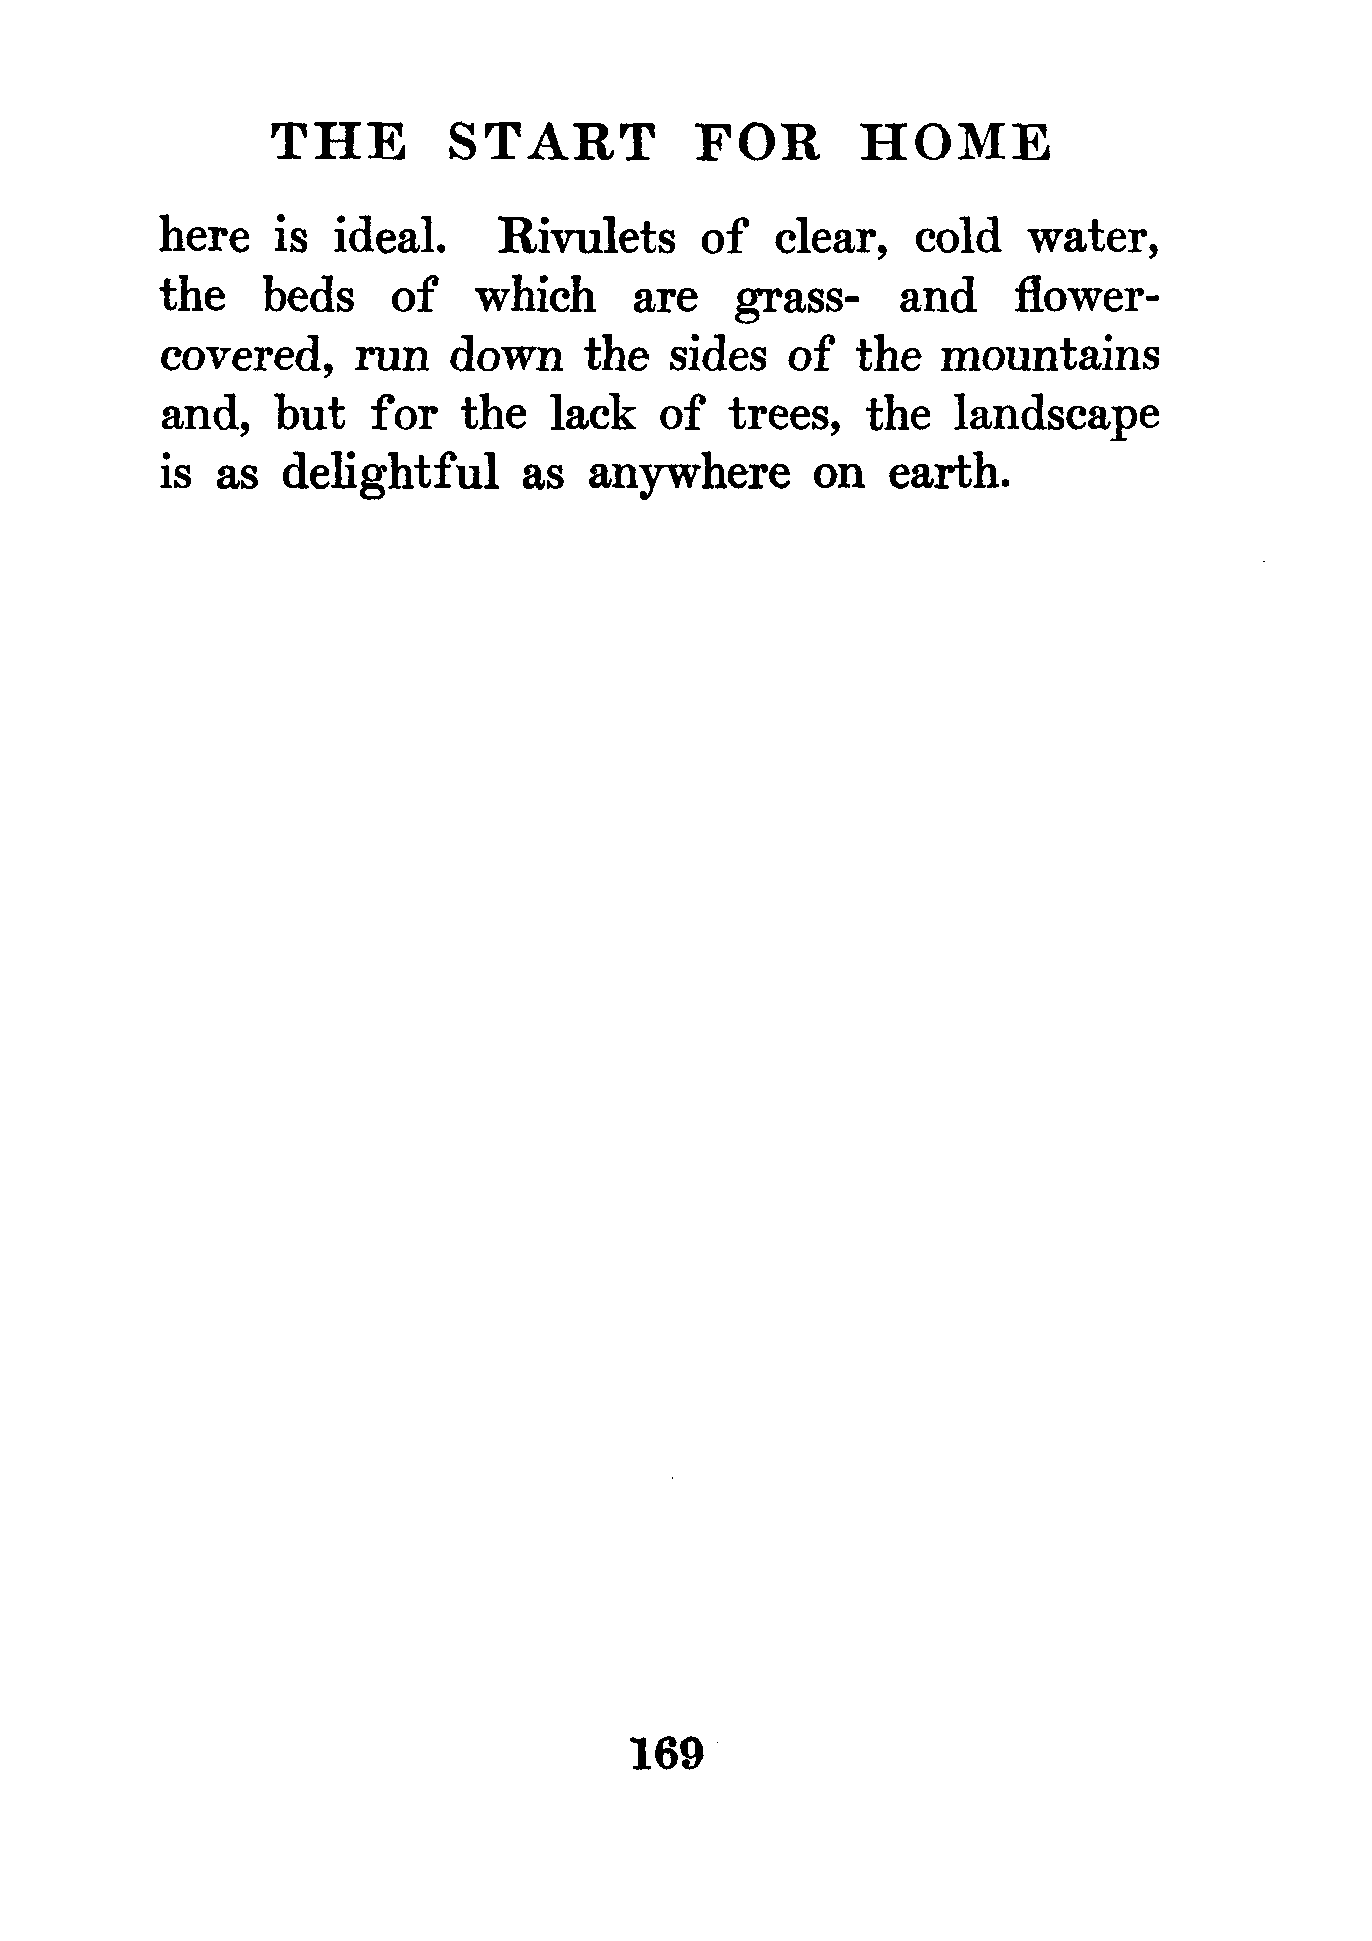 THE START FOR HOME
here is ideal. Rivulets of clear, cold water,
the beds of which are grass- and flower-
covered, run down the sides of the mountains
and, but for the lack of trees, the landscape
is as delightful as anywhere on earth.
169